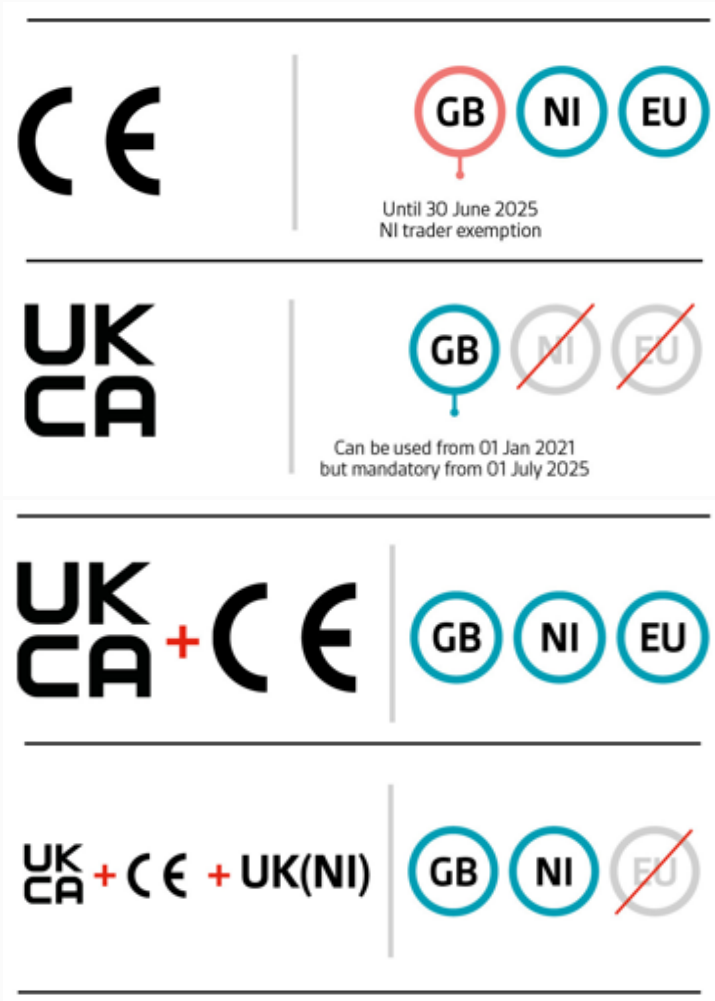 CE
GB NI EU
Until 30 June 2025
NI trader exemption
UK
CA
GB NI EU
Can be used from 01 Jan 2021
but mandatory from 01 July 2025
UK
CA + CE
GB NI EU
UK
CA + CE + UK(NI)
GB NI EU